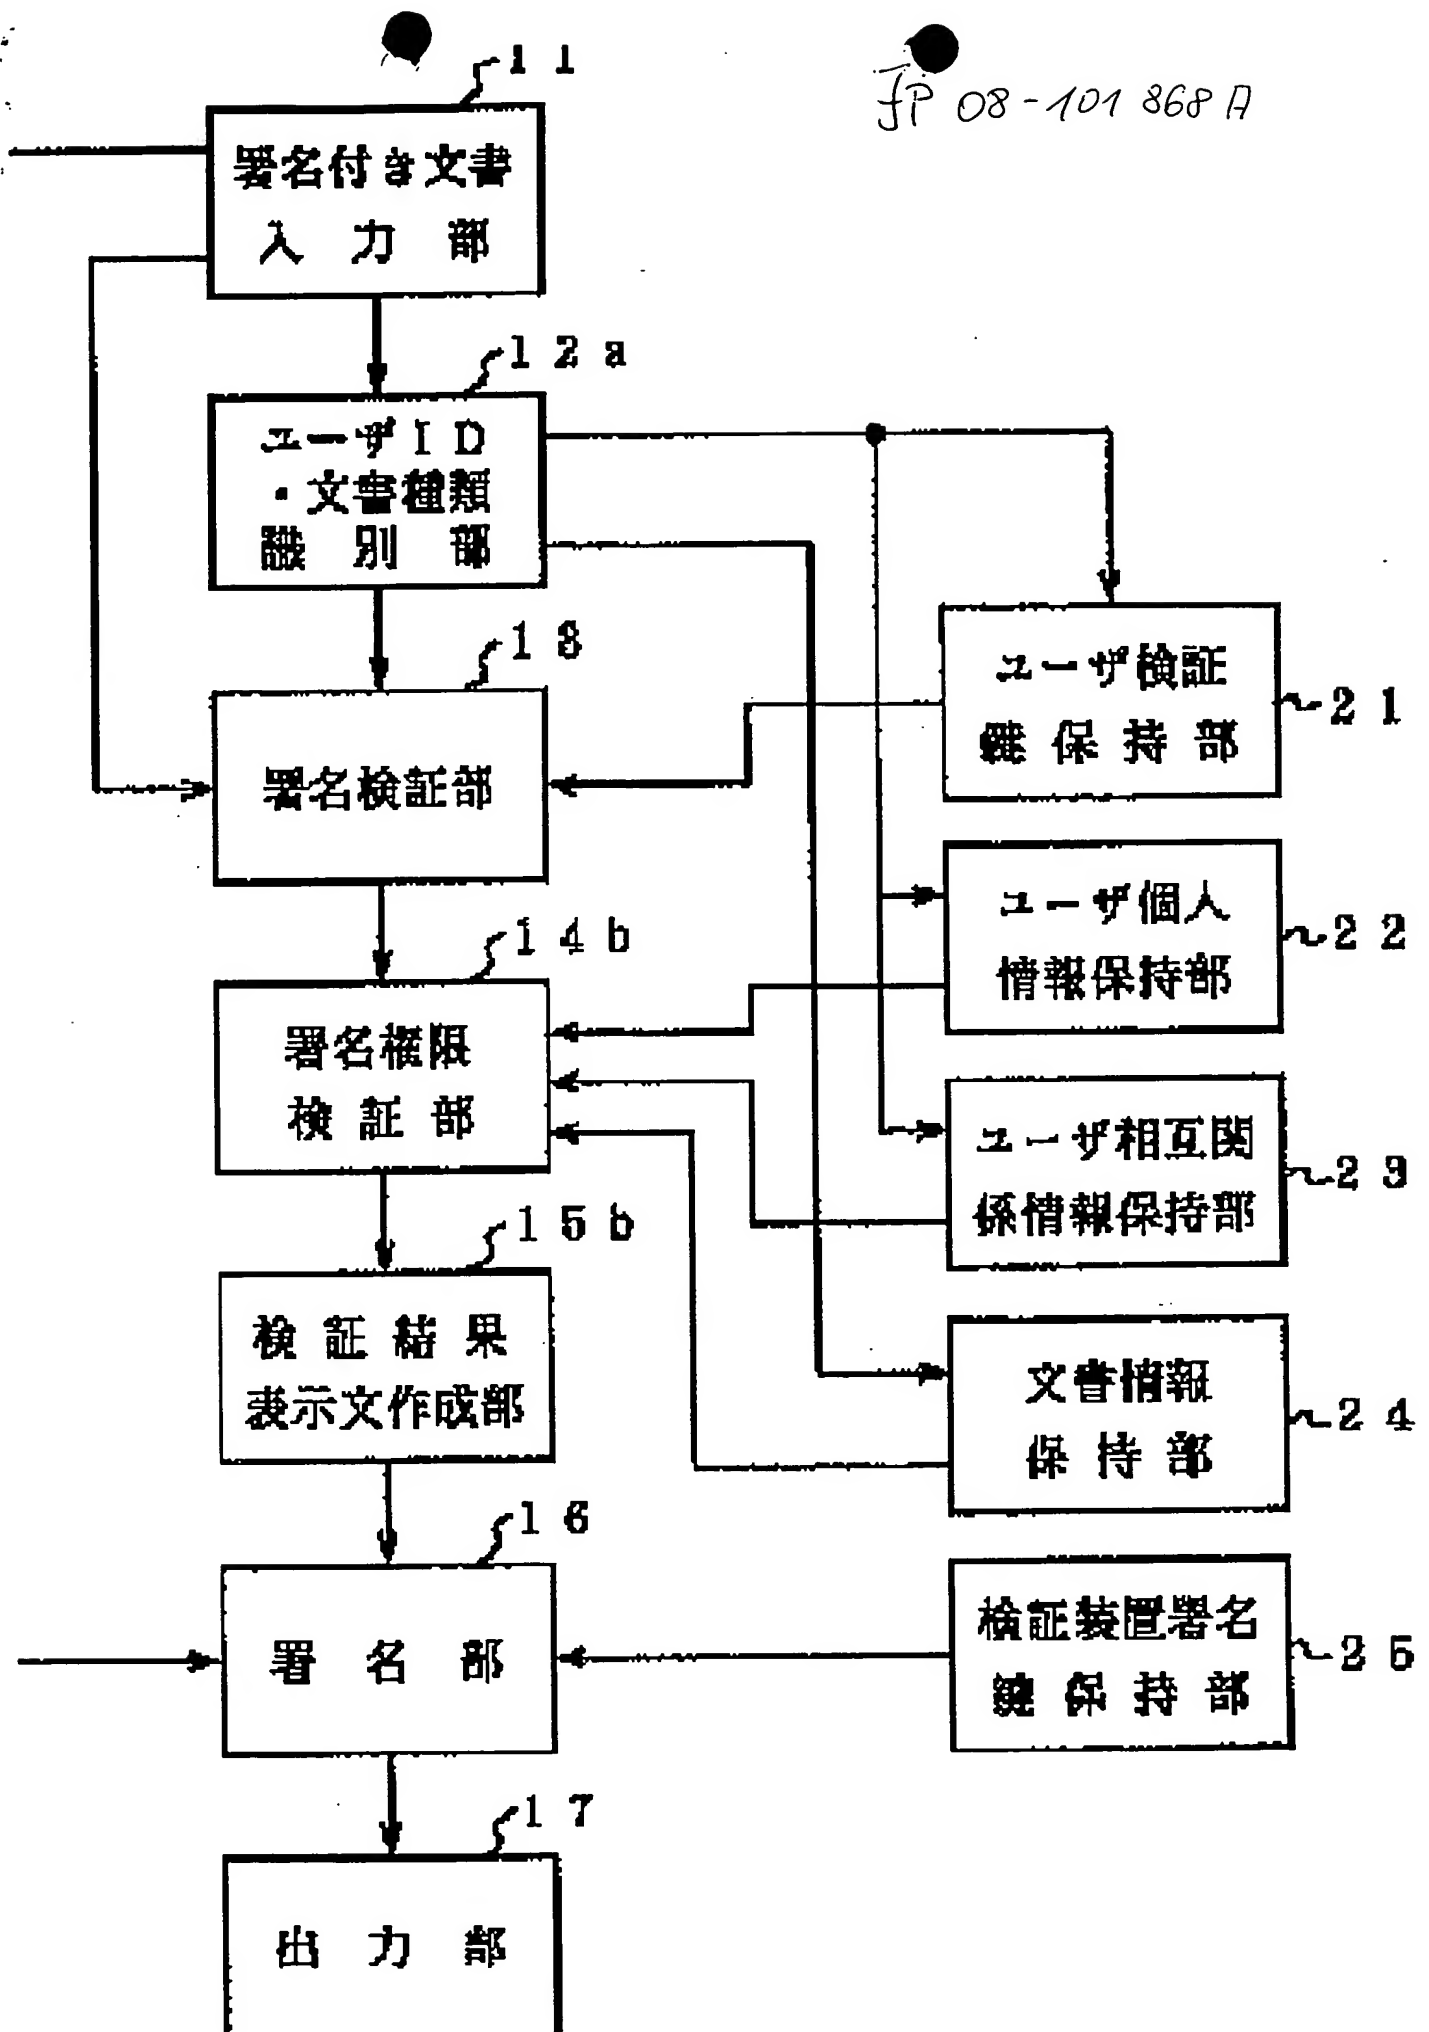 JP 08-101 868 A
11
署名付き文書
入力部
12a
ユーザID
・文書種類
識別部
13
署名検証部
14b
署名権限
検証部
15b
検証結果
表示文作成部
16
署名部
17
出力部
ユーザ検証
鍵保持部
21
ユーザ個人
情報保持部
22
ユーザ相互関
係情報保持部
23
文書情報
保持部
24
検証装置署名
鍵保持部
25